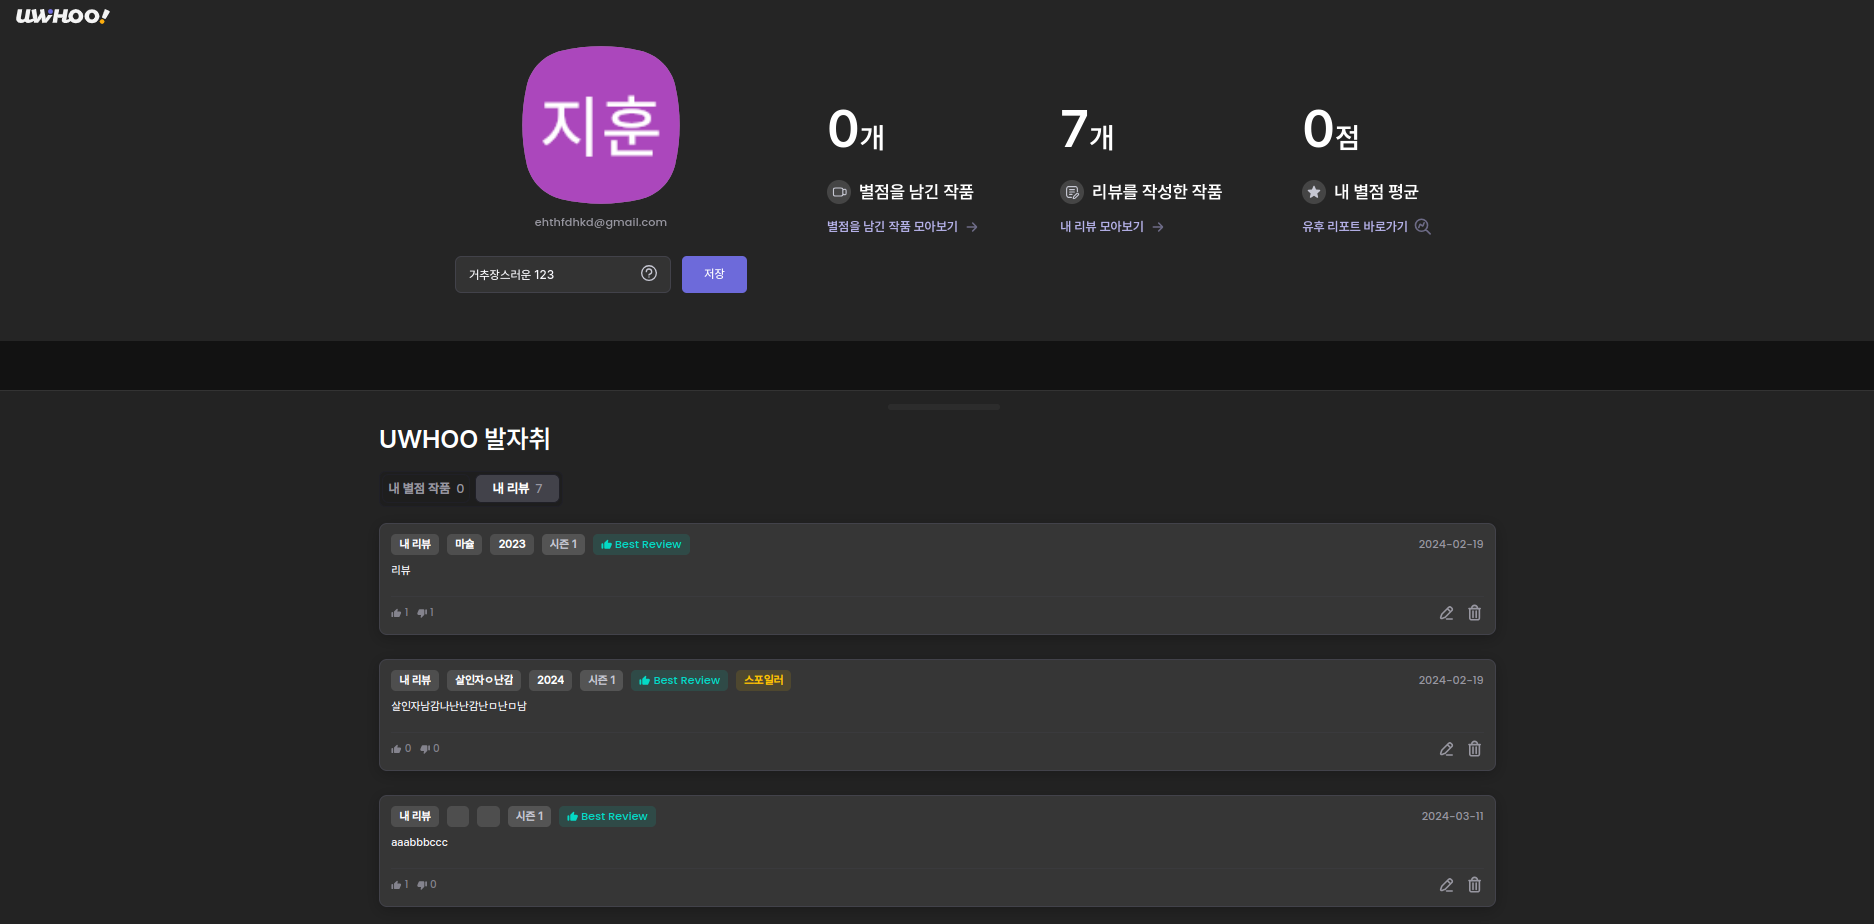 UWHOO!
지훈
ehthfdhkd@gmail.com
거추장스러운 123
저장
0개
별점을 남긴 작품
별점을 남긴 작품 모아보기
7개
리뷰를 작성한 작품
내 리뷰 모아보기
0점
내 별점 평균
유후 리포트 바로가기
UWHOO 발자취
내 별점 작품 0 내 리뷰 7
내 리뷰 마슐 2023 시즌 1 Best Review 2024-02-19
리뷰
1 1
내 리뷰 살인자ㅇ난감 2024 시즌 1 Best Review 스포일러 2024-02-19
살인자남감나난난감난ㅁ난ㅁ남
0 0
내 리뷰 시즌 1 Best Review 2024-03-11
aaabbbccc
1 0